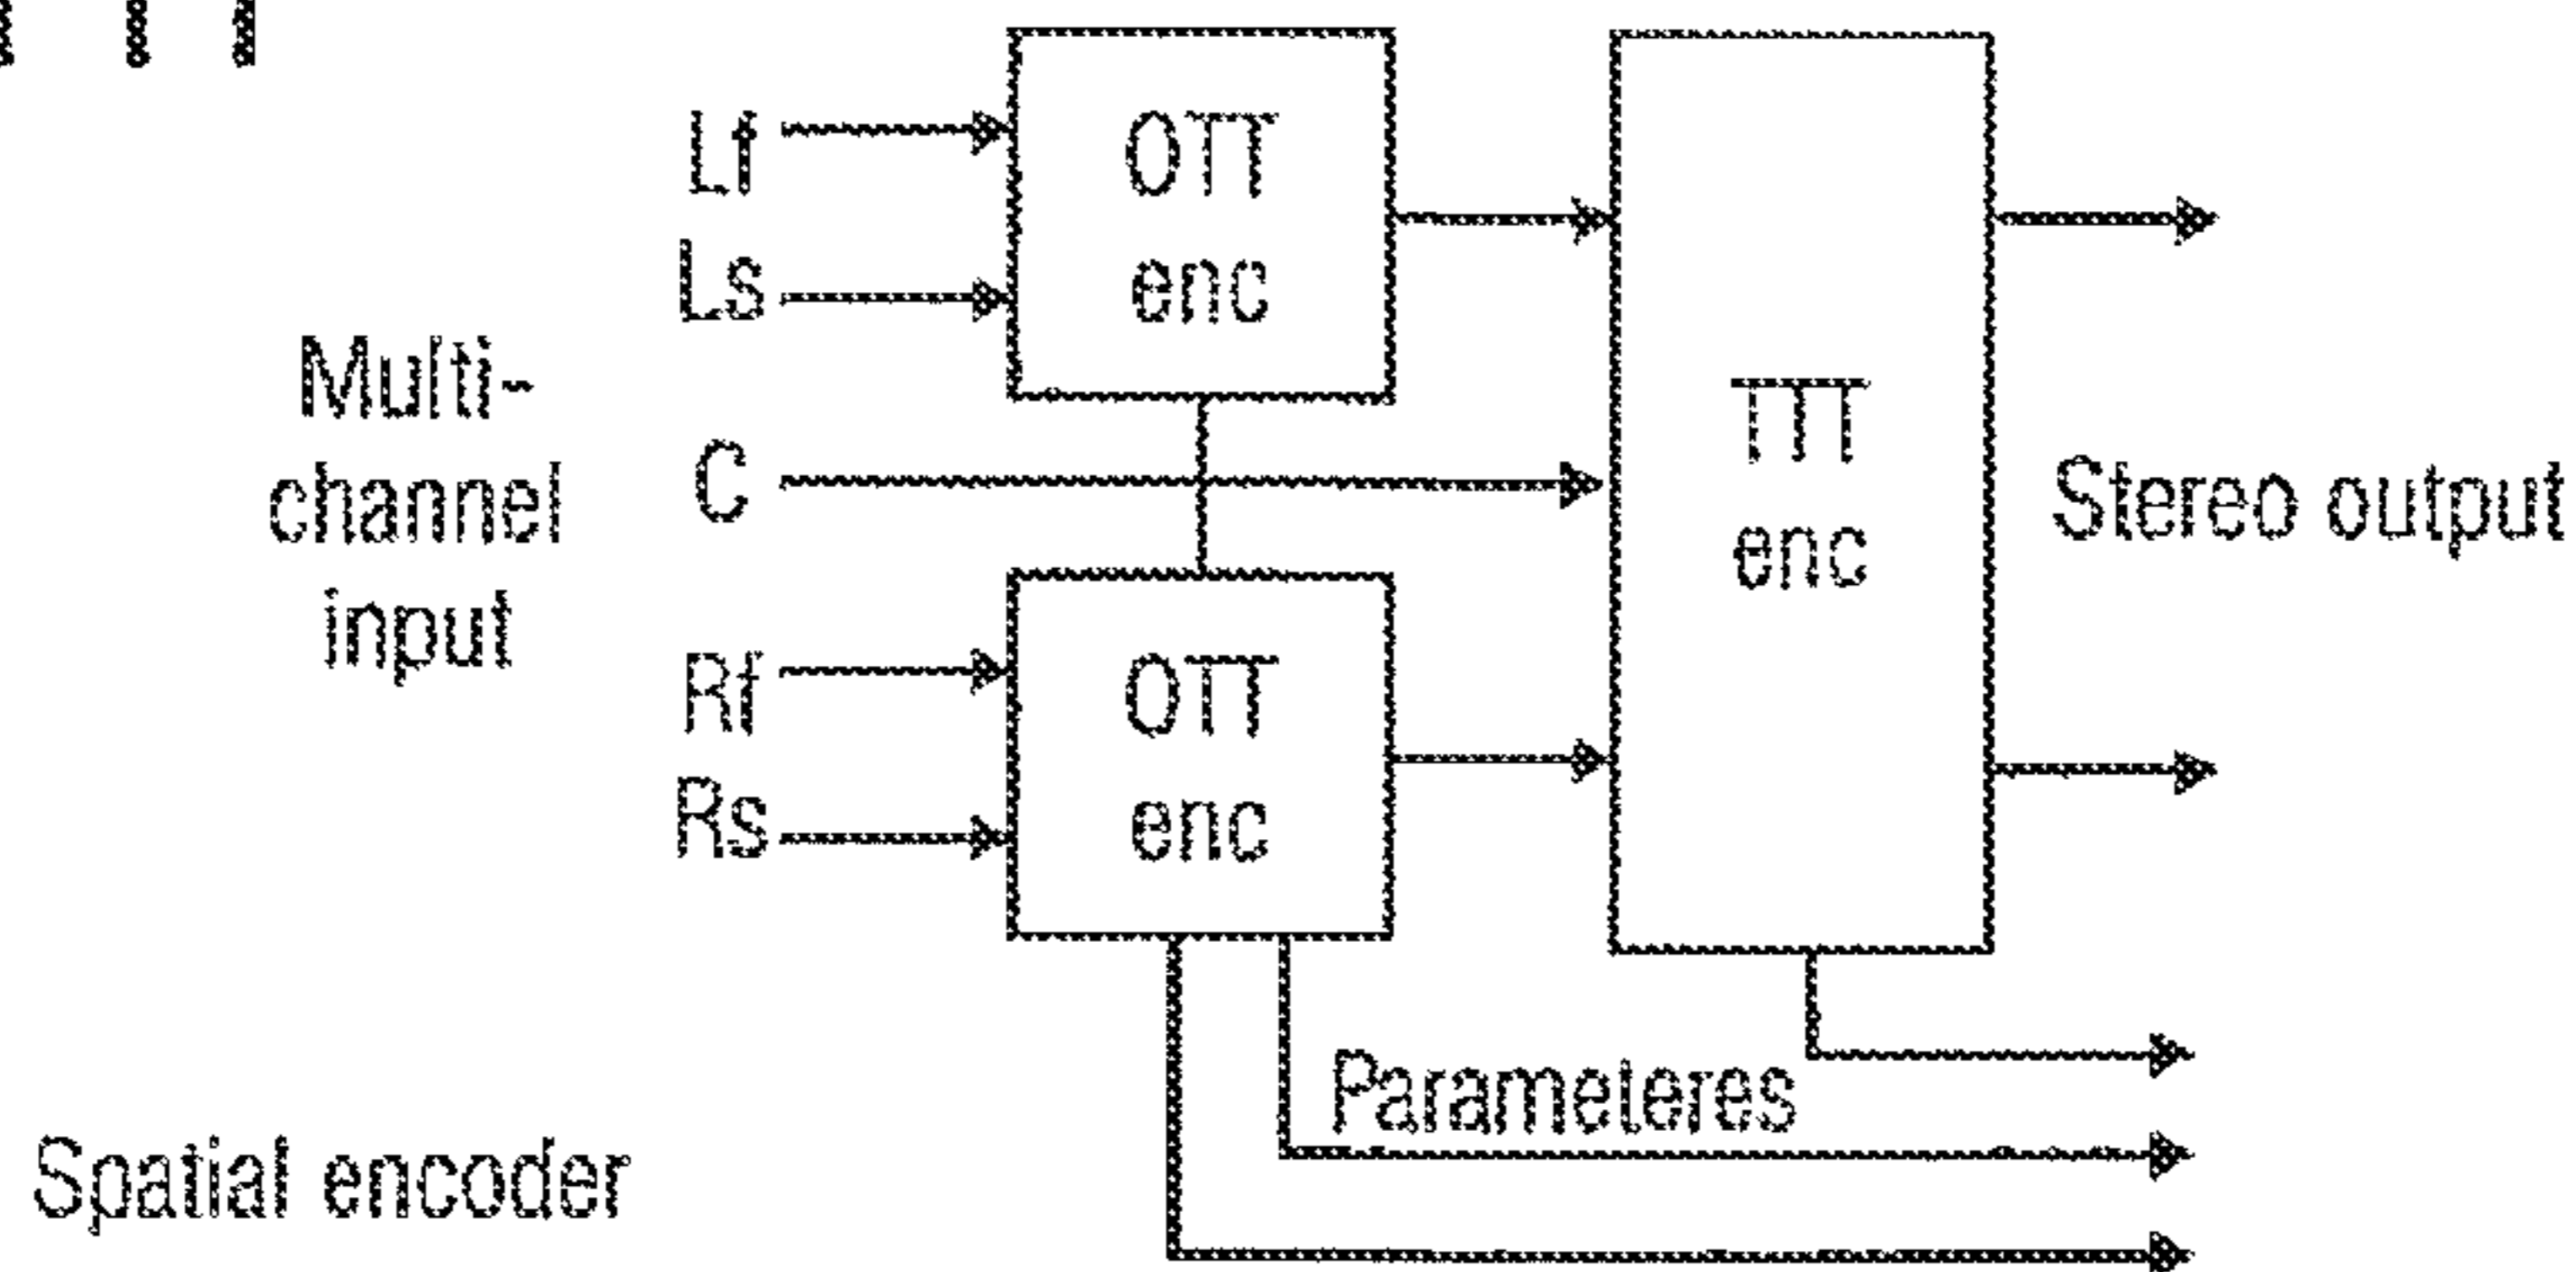 Lf
OTT
enc
Ls
Multi-
channel
input
C
TTT
enc
Stereo output
Rf
OTT
enc
Rs
Parameteres
Spatial encoder